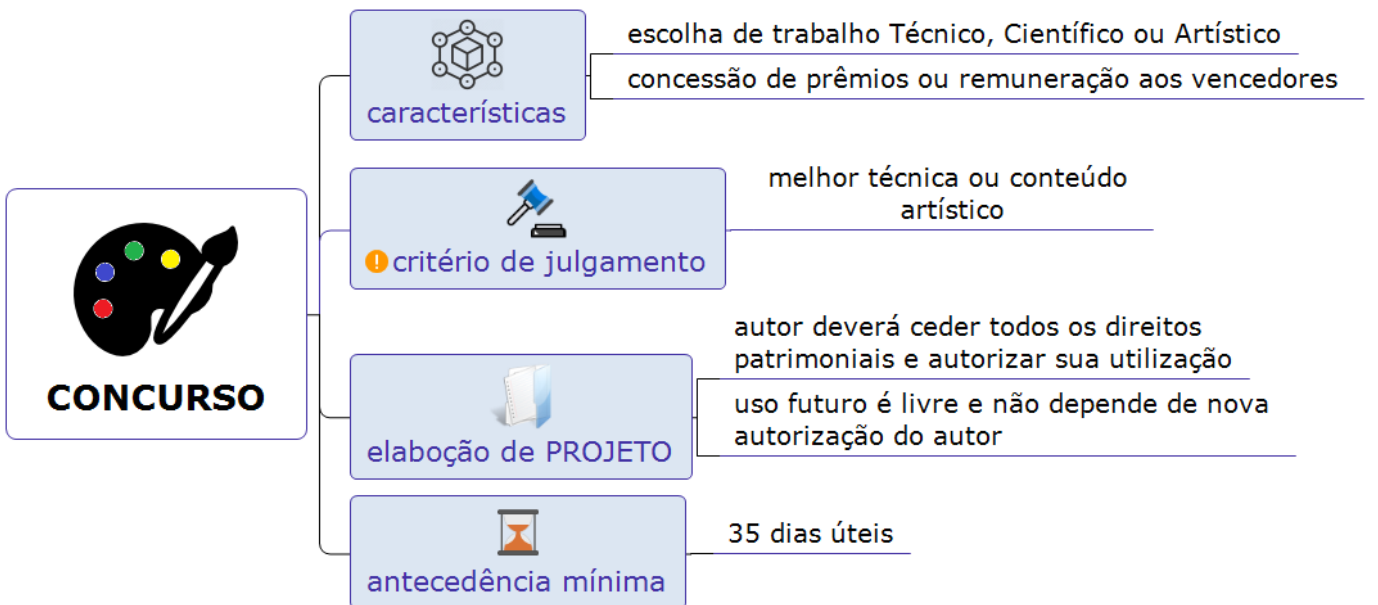 CONCURSO
características
escolha de trabalho Técnico, Científico ou Artístico
concessão de prêmios ou remuneração aos vencedores
critério de julgamento
melhor técnica ou conteúdo
artístico
elaboção de PROJETO
autor deverá ceder todos os direitos
patrimoniais e autorizar sua utilização
uso futuro é livre e não depende de nova
autorização do autor
antecedência mínima
35 dias úteis